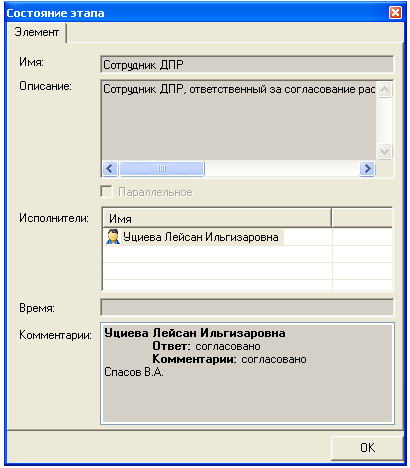 Состояние этапа
Элемент
Имя: Сотрудник ДПР
Описание: Сотрудник ДПР, ответственный за согласование рас
Параллельное
Исполнители: Имя
Уциева Лейсан Ильгизаровна
Время:
Комментарии: Уциева Лейсан Ильгизаровна
Ответ: согласовано
Комментарии: согласовано
Спасов В.А.
OK